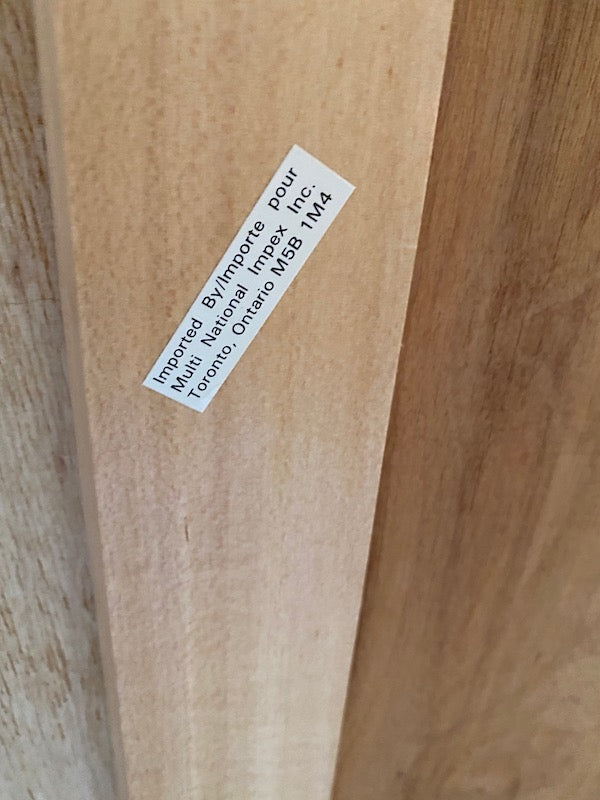 Imported By/Importe pour
Multi National Impex Inc.
Toronto, Ontario M5B 1M4